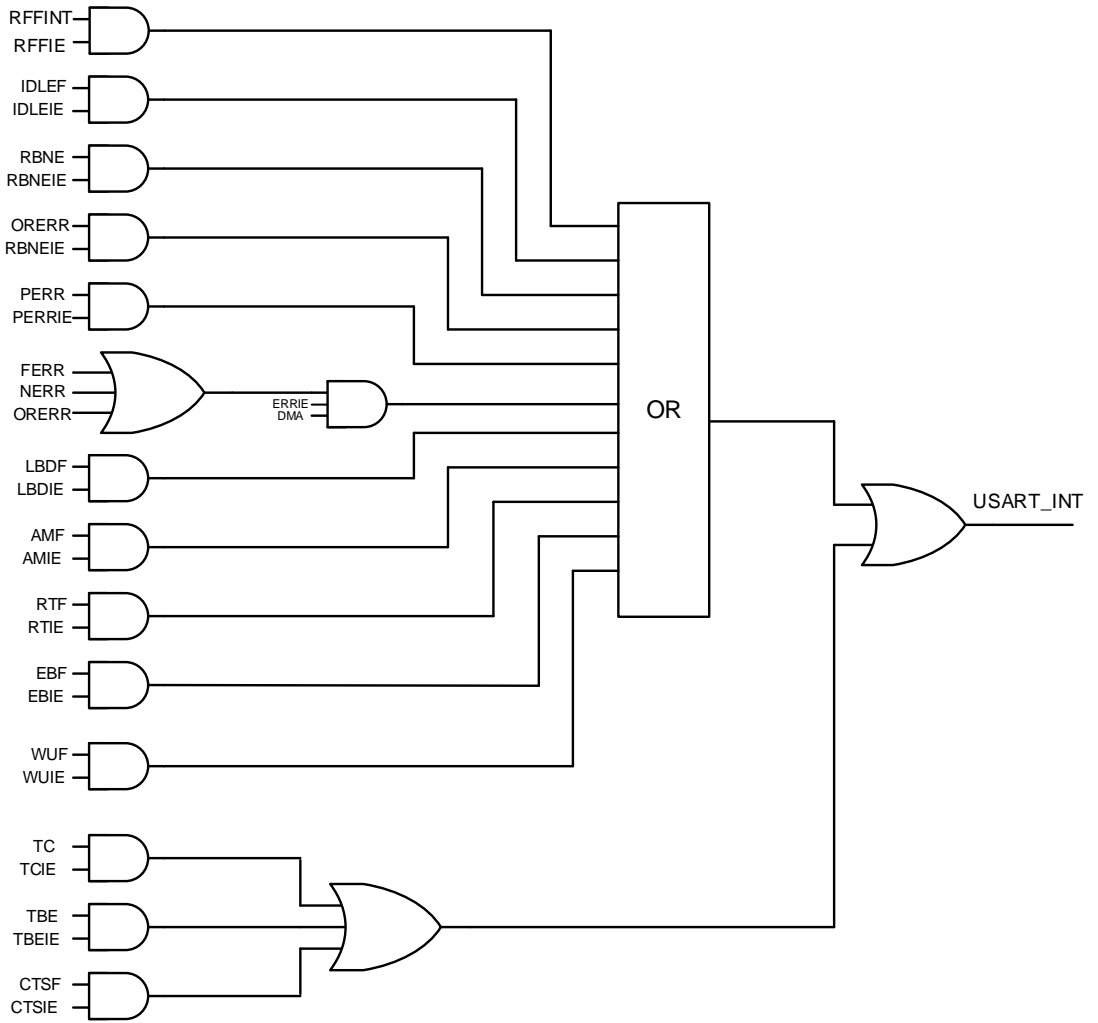 RFFINT
RFFIE
IDLEF
IDLEIE
RBNE
RBNEIE
ORERR
RBNEIE
PERR
PERRIE
FERR
NERR
ORERR
ERRIE
DMA
LBDF
LBDIE
AMF
AMIE
RTF
RTIE
EBF
EBIE
WUF
WUIE
TC
TCIE
TBE
TBEIE
CTSF
CTSIE
OR
USART_INT